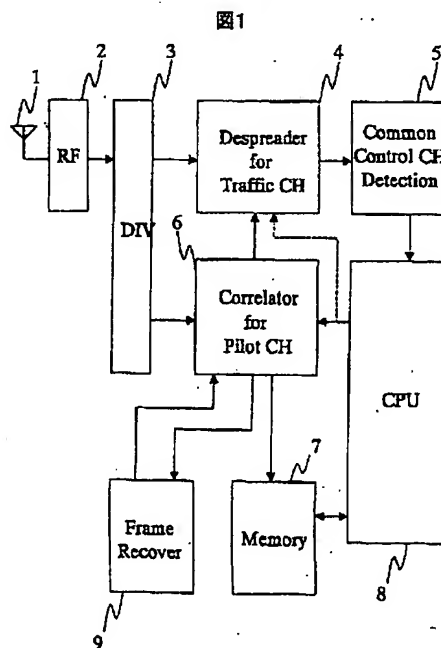 図1
1
2
3
4
5
RF
DIV
Despreader
for
Traffic CH
Common
Control CH
Detection
6
Correlator
for
Pilot CH
CPU
7
Frame
Recover
Memory
8
9